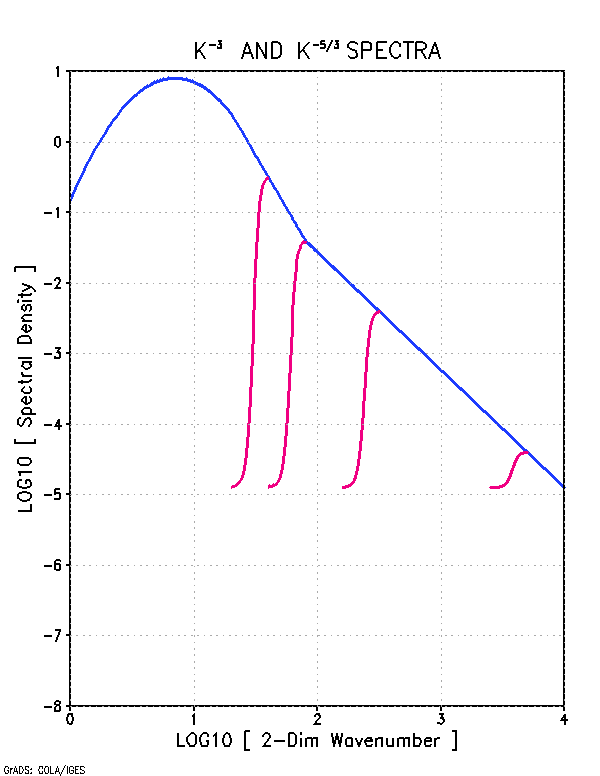 K⁻³ AND K⁻⁵/³ SPECTRA
1
0
−1
−2
−3
−4
−5
−6
−7
−8
LOG10 [ Spectral Density ]
0 1 2 3 4
LOG10 [ 2−Dim Wavenumber ]
GrADS: COLA/IGES